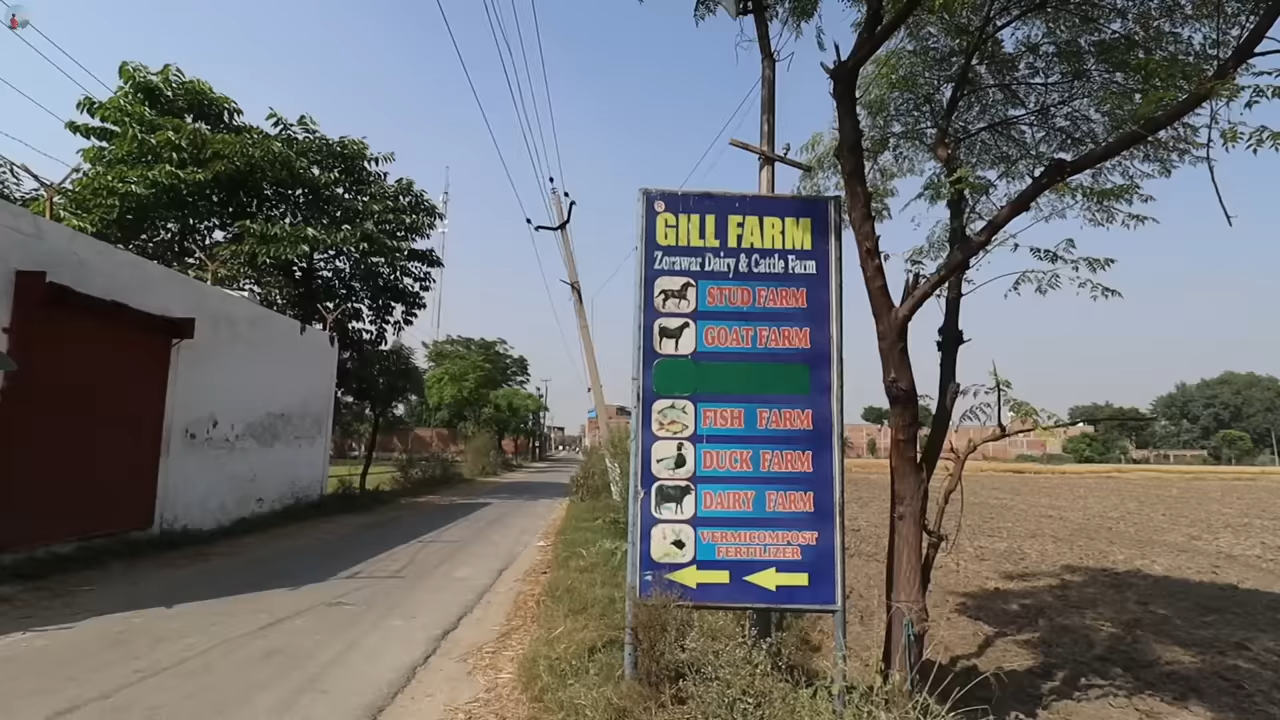 ®
GILL FARM
Zorawar Dairy & Cattle Farm
STUD FARM
GOAT FARM
FISH FARM
DUCK FARM
DAIRY FARM
VERMICOMPOST
FERTILIZER